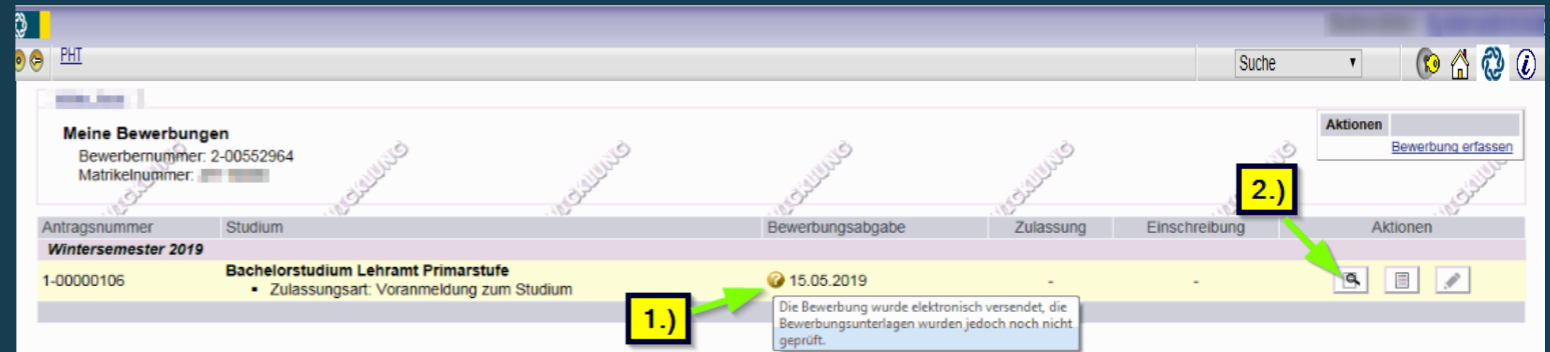 PHT
Suche
Meine Bewerbungen
Bewerbernummer: 2-00552964
Matrikelnummer:
Aktionen
Bewerbung erfassen
2.)
Antragsnummer Studium Bewerbungsabgabe Zulassung Einschreibung Aktionen
Wintersemester 2019
1-00000106 Bachelorstudium Lehramt Primarstufe 15.05.2019 - -
▪ Zulassungsart: Voranmeldung zum Studium
1.)
Die Bewerbung wurde elektronisch versendet, die
Bewerbungsunterlagen wurden jedoch noch nicht
geprüft.